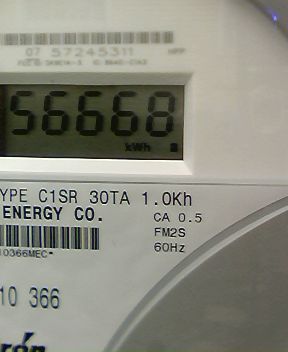 07 57245311
56668
kWh
YPE C1SR 30TA 1.0Kh
ENERGY CO.
CA 0.5
FM2S
10366MEC*
60Hz
10 366
rón